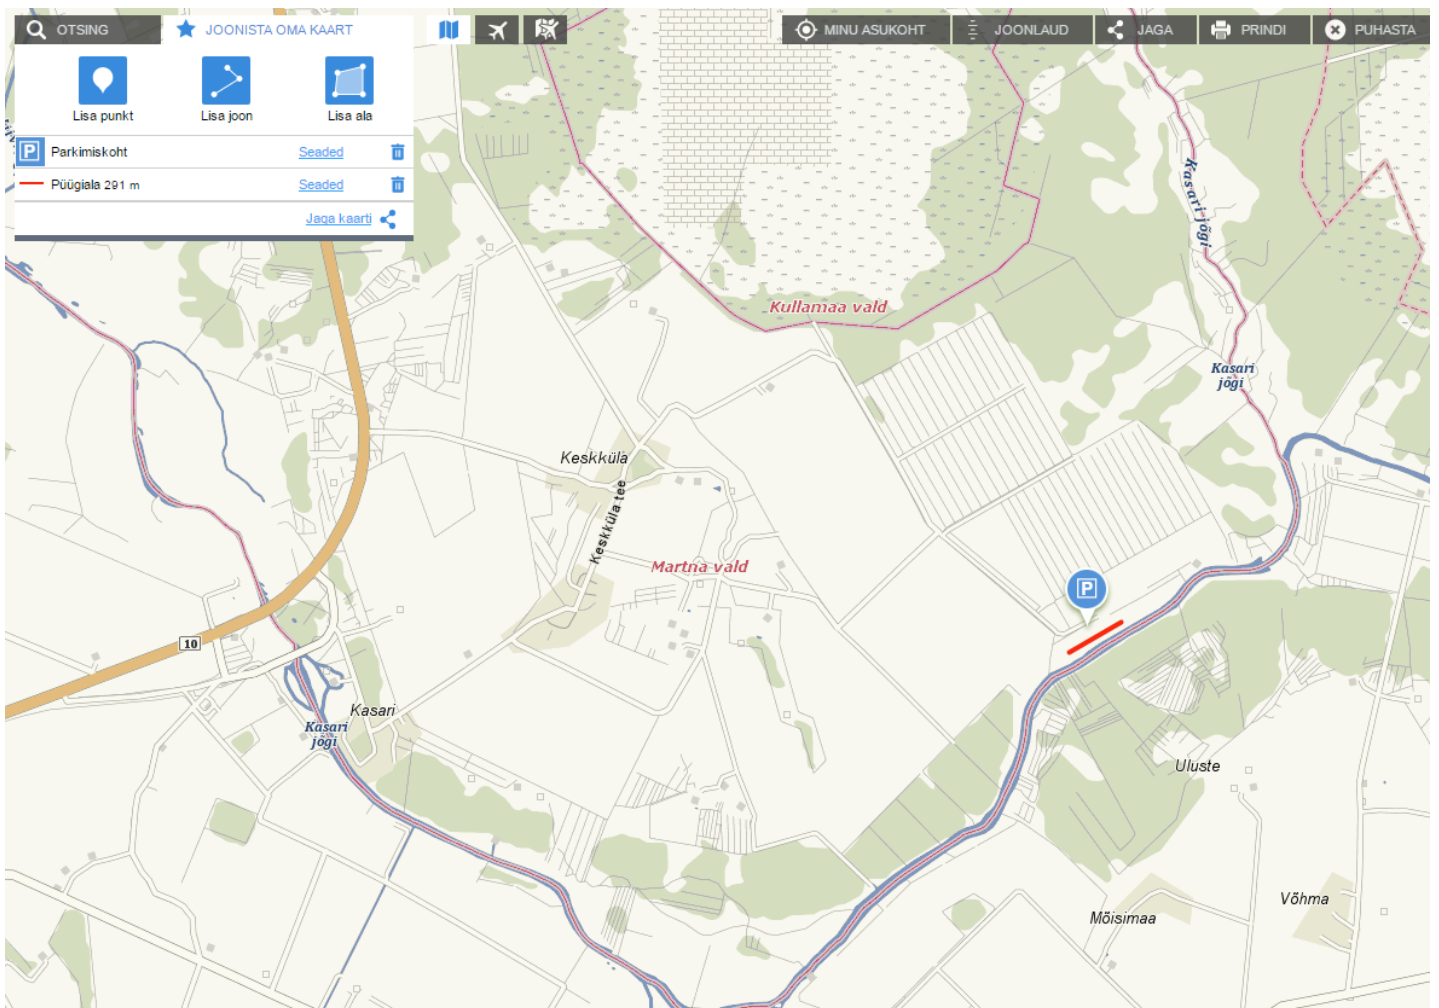 OTSING
JOONISTA OMA KAART
MINU ASUKOHT
JOONLAUD
JAGA
PRINDI
PUHASTA
Lisa punkt
Lisa joon
Lisa ala
P Parkimiskoht Seaded
Püügiala 291 m Seaded
Jaga kaarti
Kasari jõgi
Kullamaa vald
Kasari
jõgi
Keskküla
Keskküla tee
Martna vald
P
10
Kasari
Kasari
jõgi
Uluste
Võhma
Mõisimaa